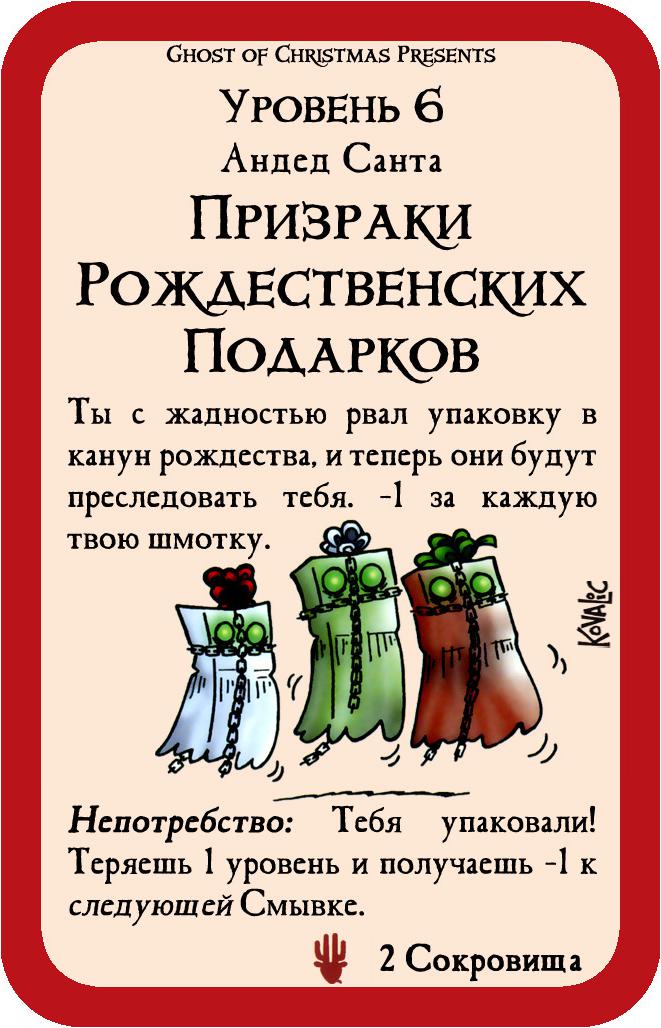 Ghost of Christmas Presents
Уровень 6
Андед Санта
Призраки
Рождественских
Подарков
Ты с жадностью рвал упаковку в
канун рождества, и теперь они будут
преследовать тебя. -1 за каждую
твою шмотку.
KOVALIC
Непотребство: Тебя упаковали!
Теряешь 1 уровень и получаешь -1 к
следующей Смывке.
2 Сокровища